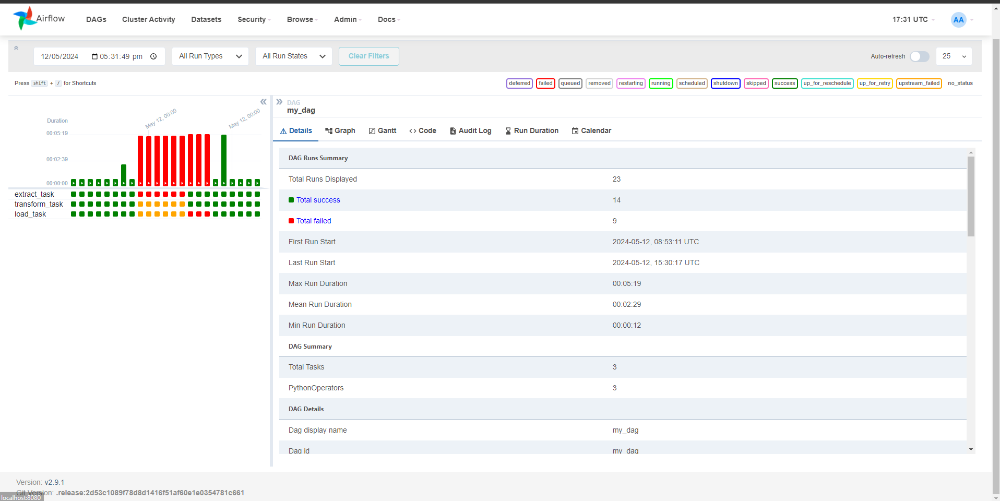 Airflow
DAGs Cluster Activity Datasets Security Browse Admin Docs
17:31 UTC
AA
12/05/2024 05:31:49 pm
All Run Types
All Run States
Clear Filters
Auto-refresh
25
Press shift + / for Shortcuts
deferred failed queued removed restarting running scheduled shutdown skipped success up_for_reschedule up_for_retry upstream_failed no_status
Duration
May 12, 00:00
May 12, 00:00
00:05:19
00:02:39
00:00:00
extract_task
transform_task
load_task
DAG
my_dag
Details Graph Gantt <> Code Audit Log Run Duration Calendar
DAG Runs Summary
Total Runs Displayed 23
Total success 14
Total failed 9
First Run Start 2024-05-12, 08:53:11 UTC
Last Run Start 2024-05-12, 15:30:17 UTC
Max Run Duration 00:05:19
Mean Run Duration 00:02:29
Min Run Duration 00:00:12
DAG Summary
Total Tasks 3
PythonOperators 3
DAG Details
Dag display name my_dag
Dag id my_dag
Version: v2.9.1
Git Version: .release:2d53c1089f78d8d1416f51af60e1e0354781c661
localhost:8080